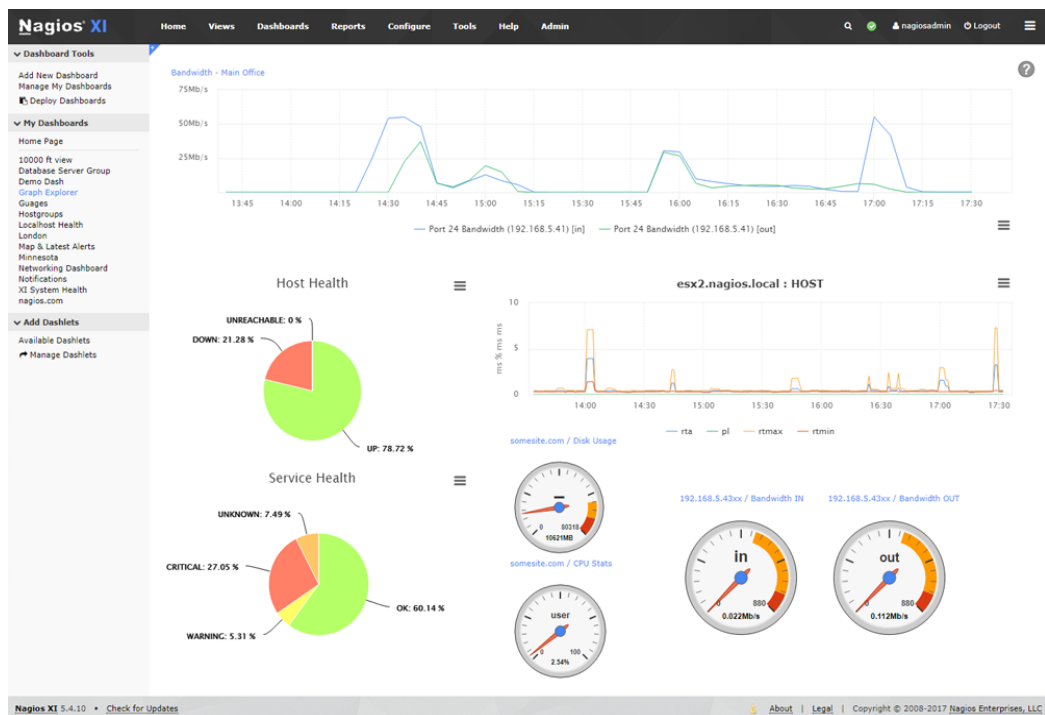 Nagios® XI
Home Views Dashboards Reports Configure Tools Help Admin
nagiosadmin Logout
Dashboard Tools
Add New Dashboard
Manage My Dashboards
Deploy Dashboards
My Dashboards
Home Page
10000 ft view
Database Server Group
Demo Dash
Graph Explorer
Guages
Hostgroups
Localhost Health
London
Map & Latest Alerts
Minnesota
Networking Dashboard
Notifications
XI System Health
nagios.com
Add Dashlets
Available Dashlets
Manage Dashlets
?
Bandwidth - Main Office
75Mb/s
50Mb/s
25Mb/s
13:45 14:00 14:15 14:30 14:45 15:00 15:15 15:30 15:45 16:00 16:15 16:30 16:45 17:00 17:15 17:30
Port 24 Bandwidth (192.168.5.41) [in] Port 24 Bandwidth (192.168.5.41) [out]
Host Health
UNREACHABLE: 0 %
DOWN: 21.28 %
UP: 78.72 %
esx2.nagios.local : HOST
ms % ms ms
10
5
0
14:00 14:30 15:00 15:30 16:00 16:30 17:00 17:30
rta pl rtmax rtmin
Service Health
UNKNOWN: 7.49 %
CRITICAL: 27.05 %
OK: 60.14 %
WARNING: 5.31 %
somesite.com / Disk Usage
0 80318
10621MB
somesite.com / CPU Stats
user
0 100
2.54%
192.168.5.43xx / Bandwidth IN
in
0 880
0.022Mb/s
192.168.5.43xx / Bandwidth OUT
out
0 880
0.112Mb/s
Nagios XI 5.4.10 • Check for Updates
About | Legal | Copyright © 2008-2017 Nagios Enterprises, LLC